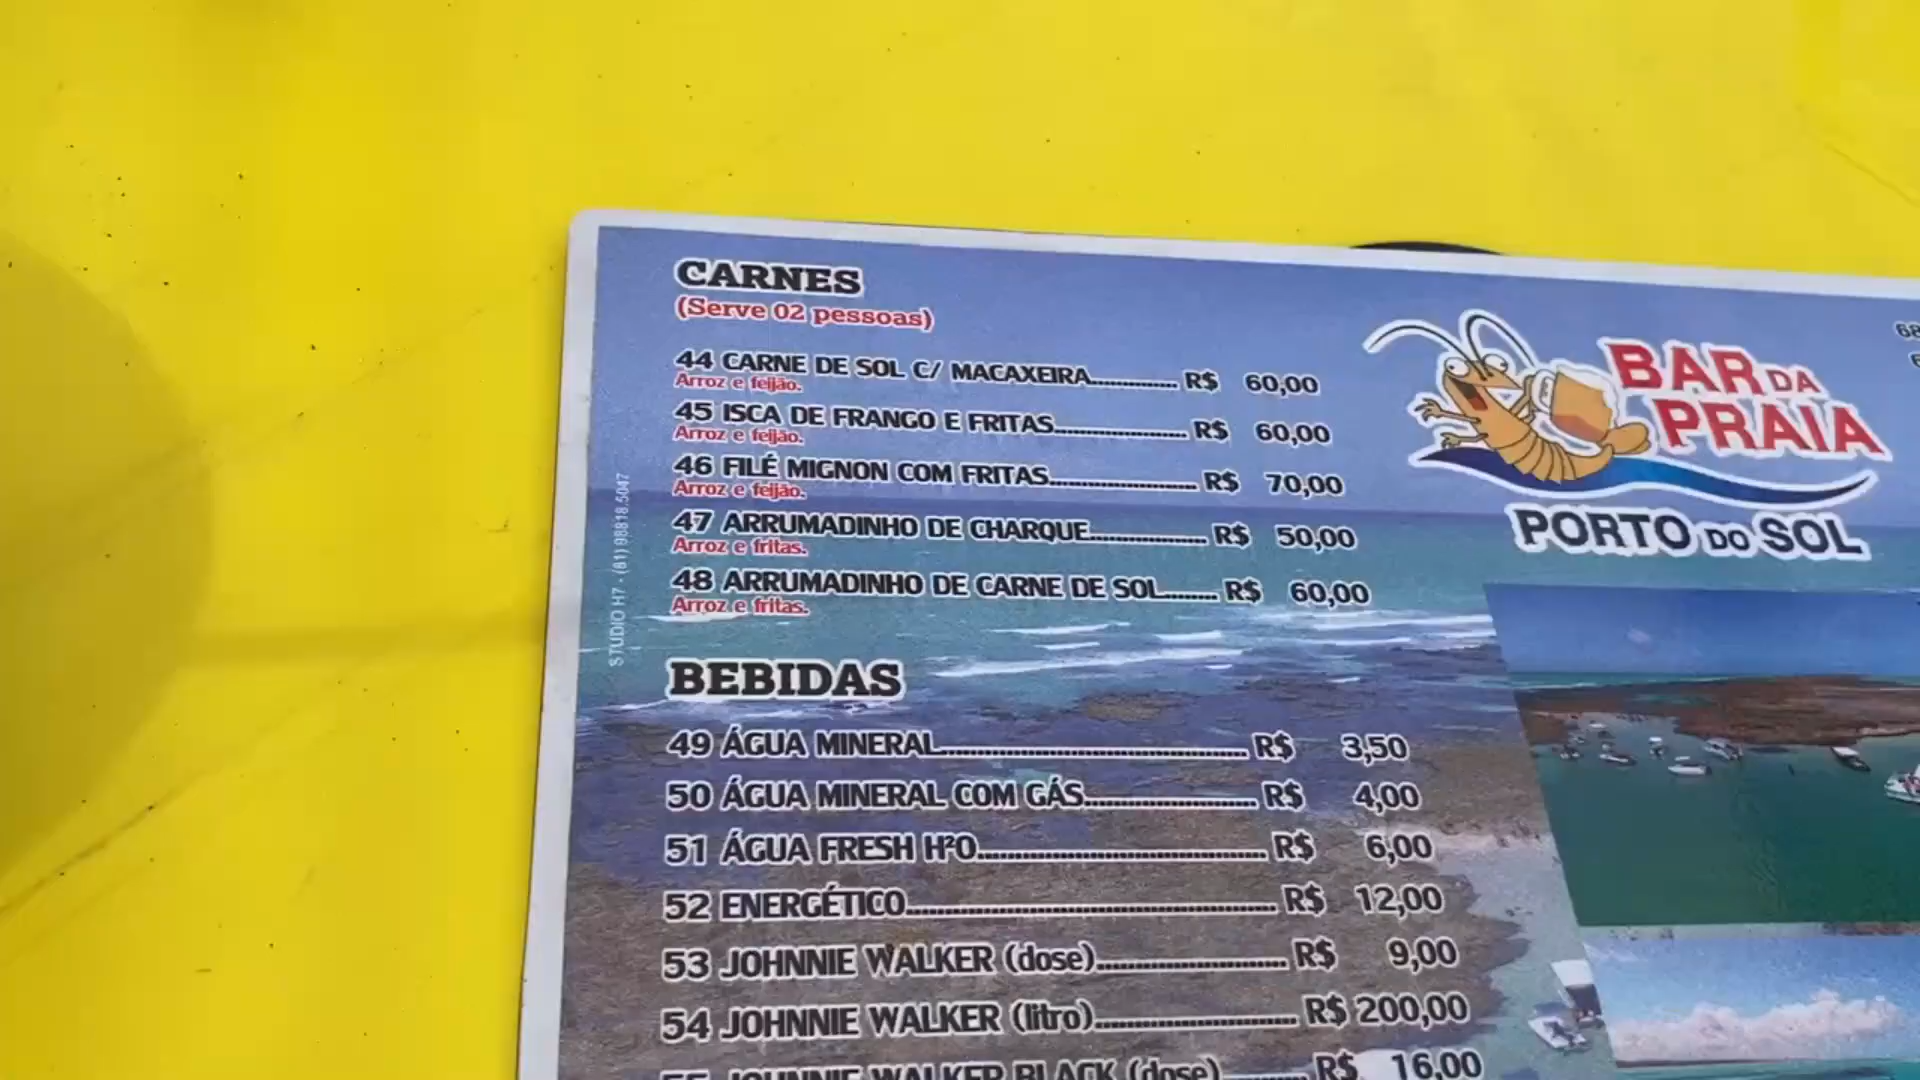 CARNES
(Serve 02 pessoas)
44 CARNE DE SOL C/ MACAXEIRA............... R$ 60,00
Arroz e feijão.
45 ISCA DE FRANGO E FRITAS....................... R$ 60,00
Arroz e feijão.
46 FILÉ MIGNON COM FRITAS......................... R$ 70,00
Arroz e feijão.
47 ARRUMADINHO DE CHARQUE.................... R$ 50,00
Arroz e fritas.
48 ARRUMADINHO DE CARNE DE SOL......... R$ 60,00
Arroz e fritas.
BEBIDAS
49 ÁGUA MINERAL.................................................. R$ 3,50
50 ÁGUA MINERAL COM GÁS............................ R$ 4,00
51 ÁGUA FRESH H²O............................................... R$ 6,00
52 ENERGÉTICO............................................................ R$ 12,00
53 JOHNNIE WALKER (dose).............................. R$ 9,00
54 JOHNNIE WALKER (litro)................................ R$ 200,00
55 JOHNNIE WALKER BLACK (dose)............ R$ 16,00
STUDIO H7 - (81) 98818.5047
BAR DA
PRAIA
PORTO DO SOL
68